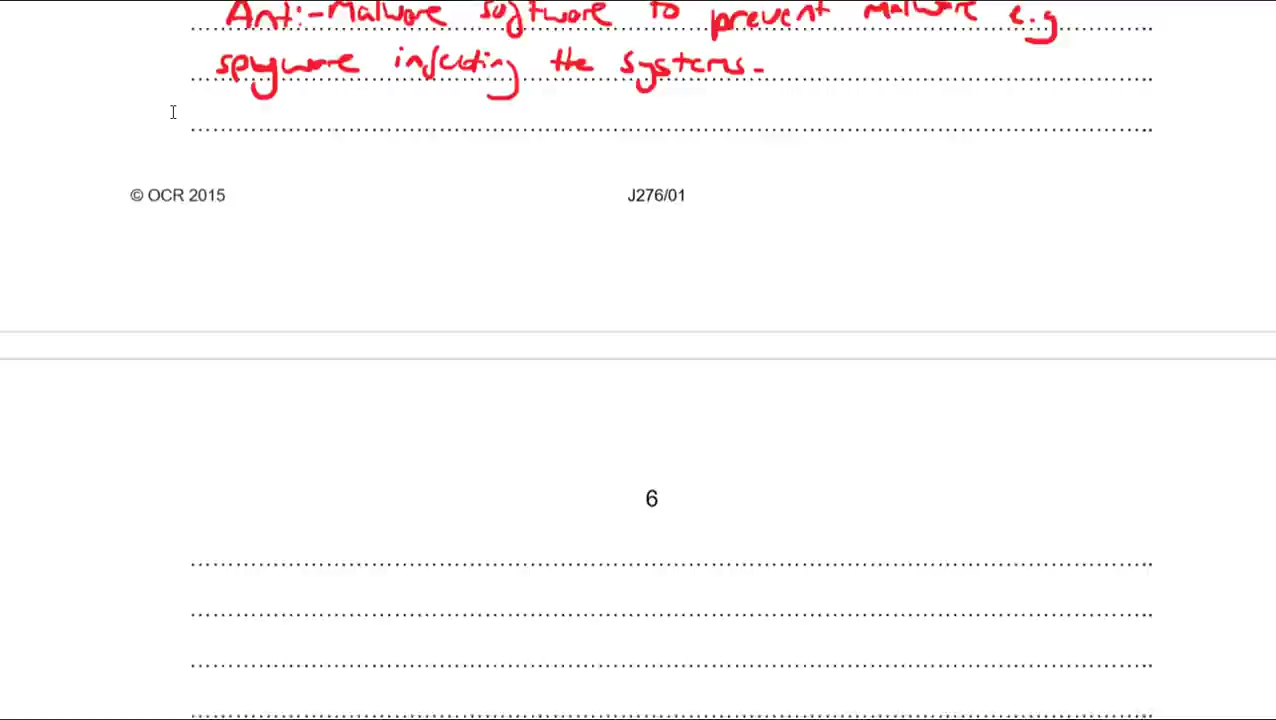 Anti-Malware software to prevent malware e.g
spyware infecting the systems.
© OCR 2015 J276/01
6